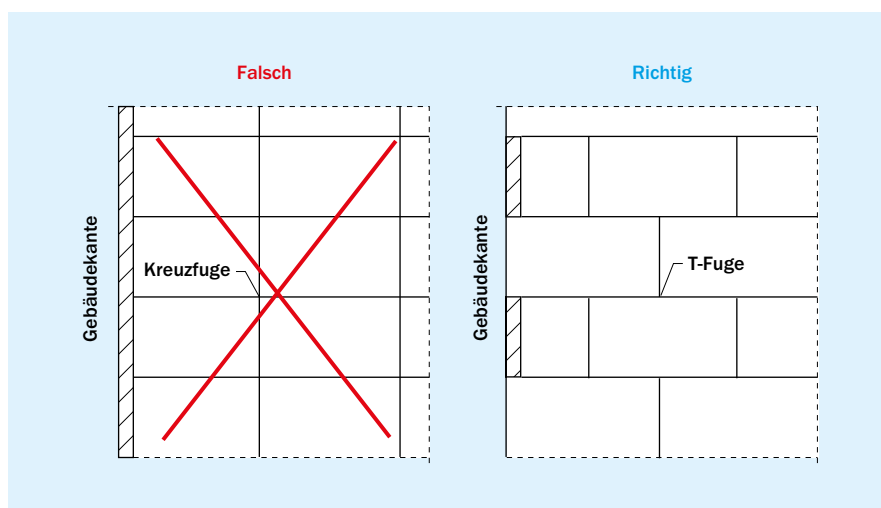 Falsch
Richtig
Gebäudekante
Kreuzfuge
Gebäudekante
T-Fuge